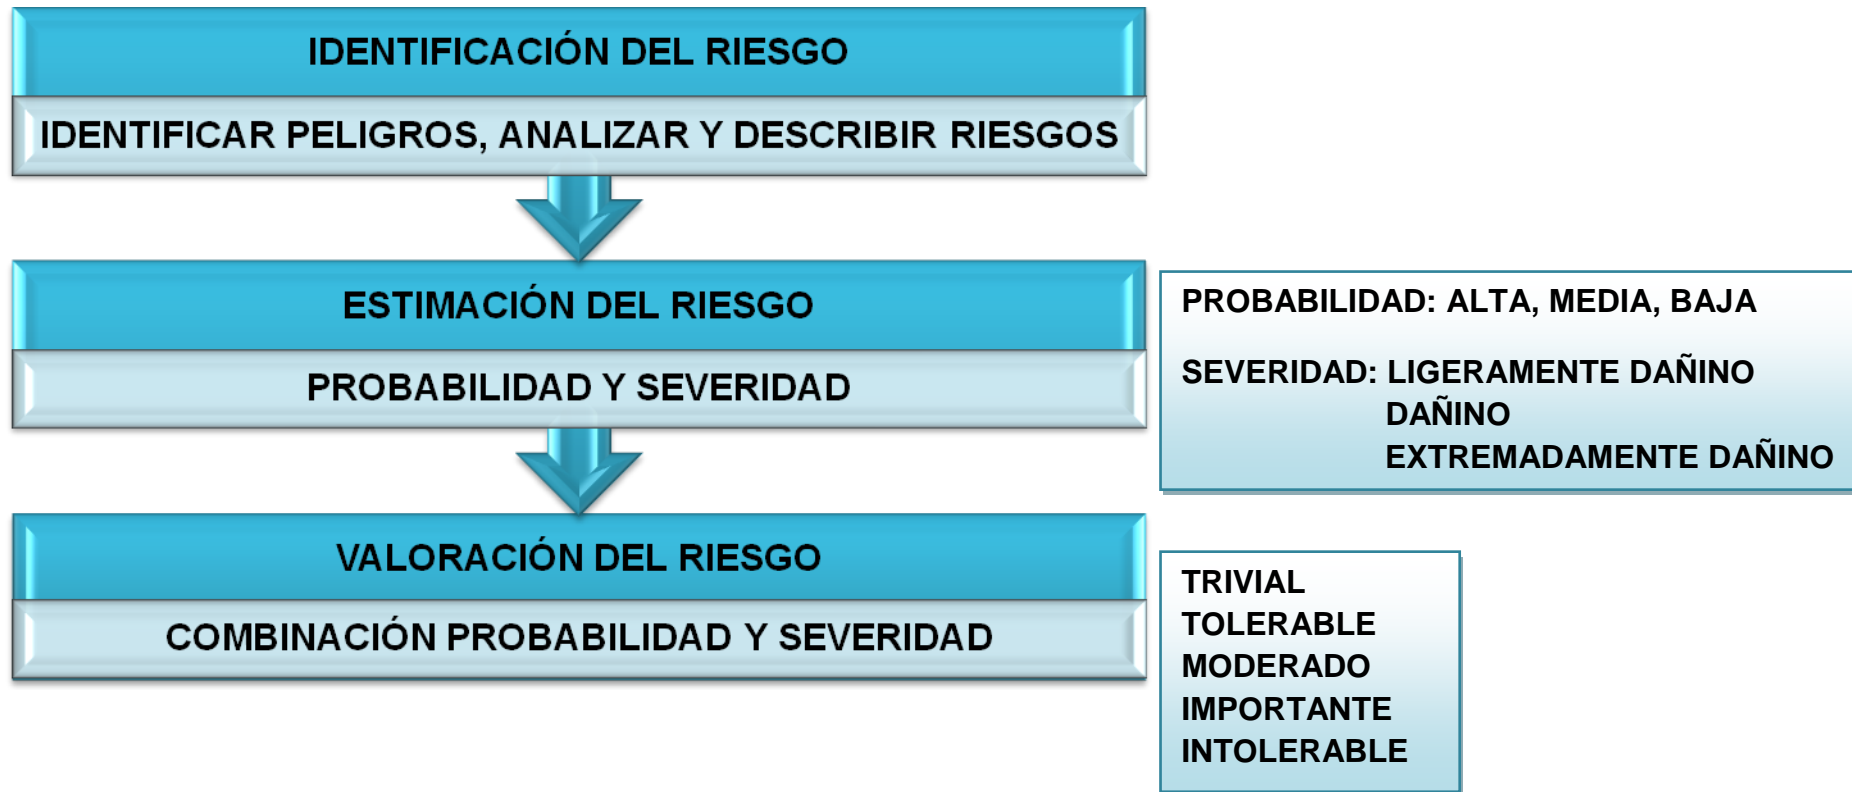 IDENTIFICACIÓN DEL RIESGO
IDENTIFICAR PELIGROS, ANALIZAR Y DESCRIBIR RIESGOS
ESTIMACIÓN DEL RIESGO
PROBABILIDAD Y SEVERIDAD
PROBABILIDAD: ALTA, MEDIA, BAJA
SEVERIDAD: LIGERAMENTE DAÑINO
DAÑINO
EXTREMADAMENTE DAÑINO
VALORACIÓN DEL RIESGO
COMBINACIÓN PROBABILIDAD Y SEVERIDAD
TRIVIAL
TOLERABLE
MODERADO
IMPORTANTE
INTOLERABLE